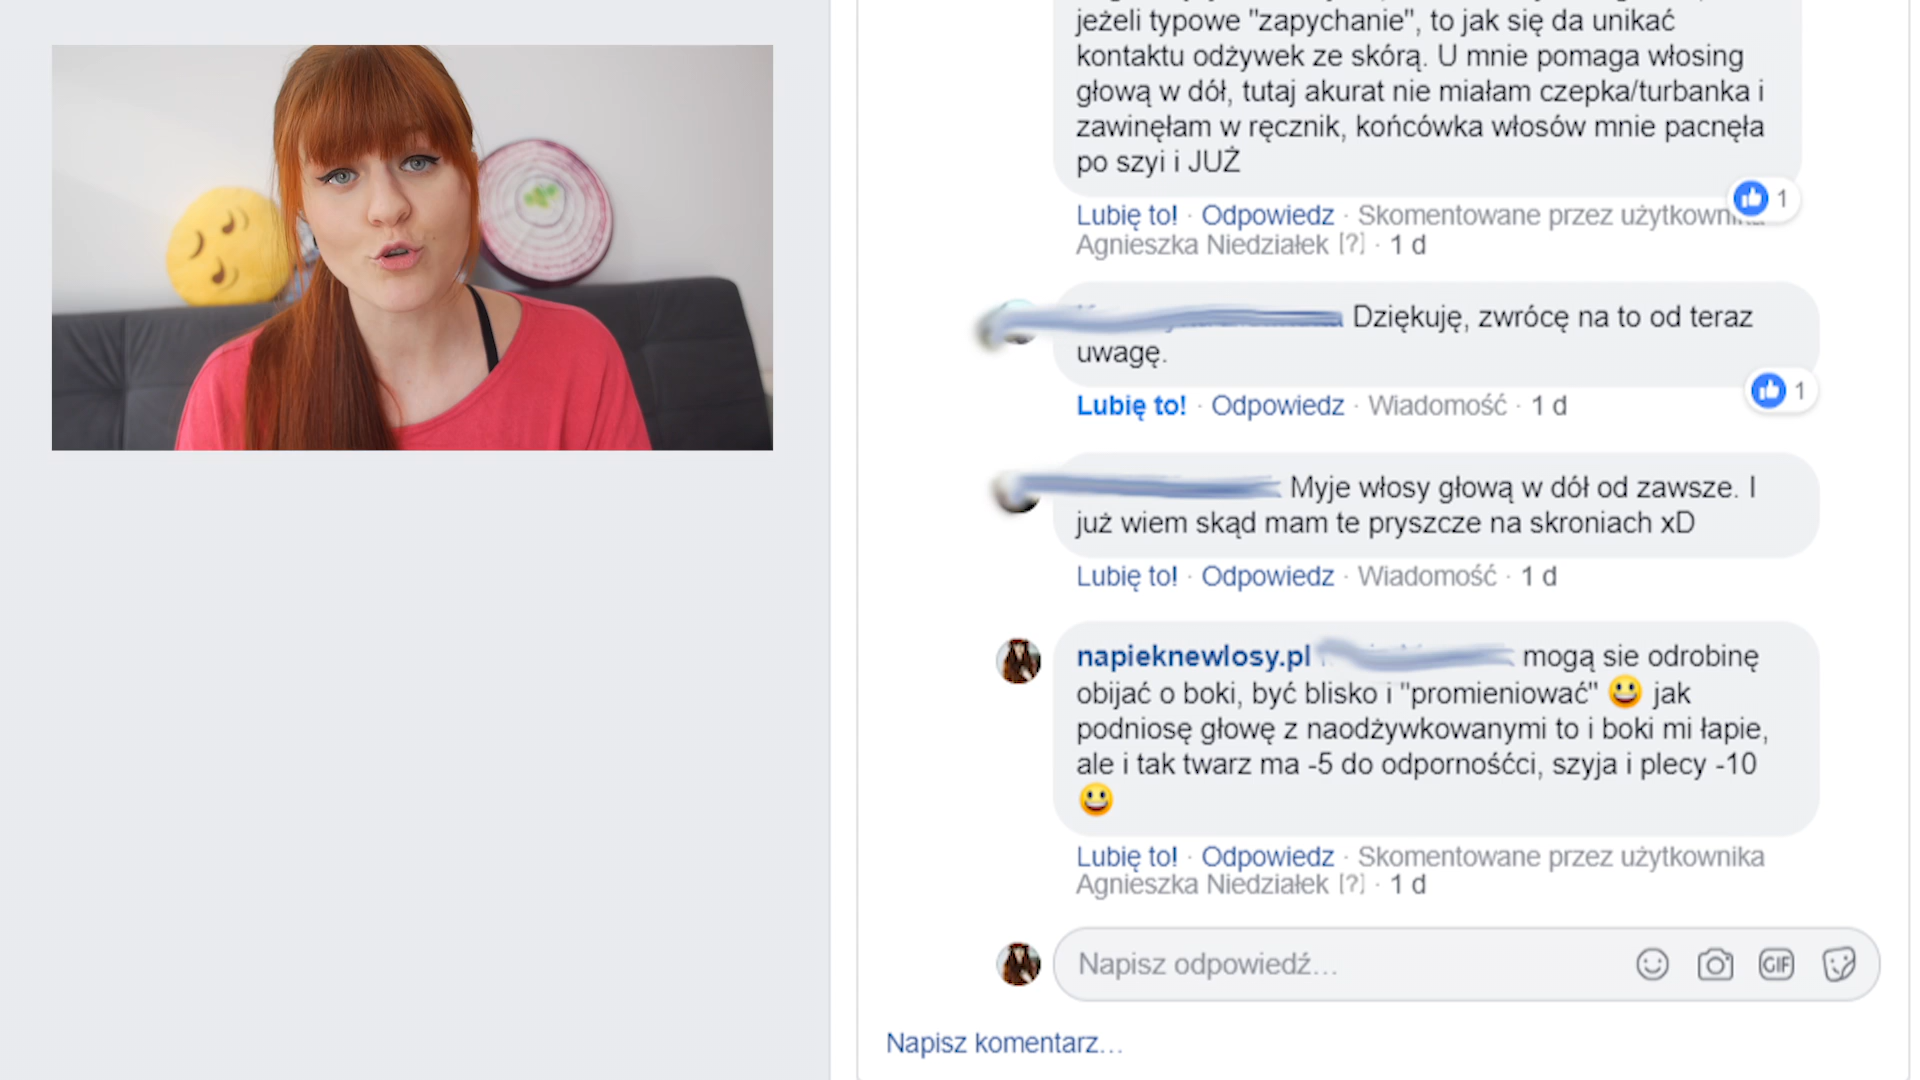 jeżeli typowe "zapychanie", to jak się da unikać
kontaktu odżywek ze skórą. U mnie pomaga włosing
głową w dół, tutaj akurat nie miałam czepka/turbanka i
zawinęłam w ręcznik, końcówka włosów mnie pacnęła
po szyi i JUŻ
1
Lubię to! · Odpowiedz · Skomentowane przez
Agnieszka Niedziałek [?] · 1 d
Dziękuję, zwrócę na to od teraz
uwagę.
1
Lubię to! · Odpowiedz · Wiadomość · 1 d
Myje włosy głową w dół od zawsze. I
już wiem skąd mam te pryszcze na skroniach xD
Lubię to! · Odpowiedz · Wiadomość · 1 d
napieknewlosy.pl mogą sie odrobinę
obijać o boki, być blisko i "promieniować" 😀 jak
podniosę głowę z naodżywkowanymi to i boki mi łapie,
ale i tak twarz ma -5 do odpornośćci, szyja i plecy -10
😀
Lubię to! · Odpowiedz · Skomentowane przez użytkownika
Agnieszka Niedziałek [?] · 1 d
Napisz odpowiedź...
GIF
Napisz komentarz...